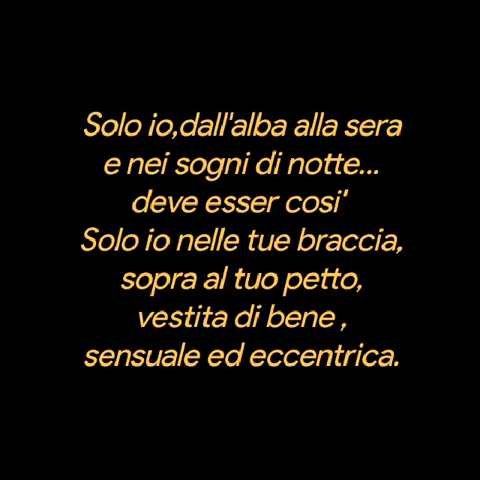 Solo io,dall'alba alla sera
e nei sogni di notte...
deve esser cosi'
Solo io nelle tue braccia,
sopra al tuo petto,
vestita di bene ,
sensuale ed eccentrica.